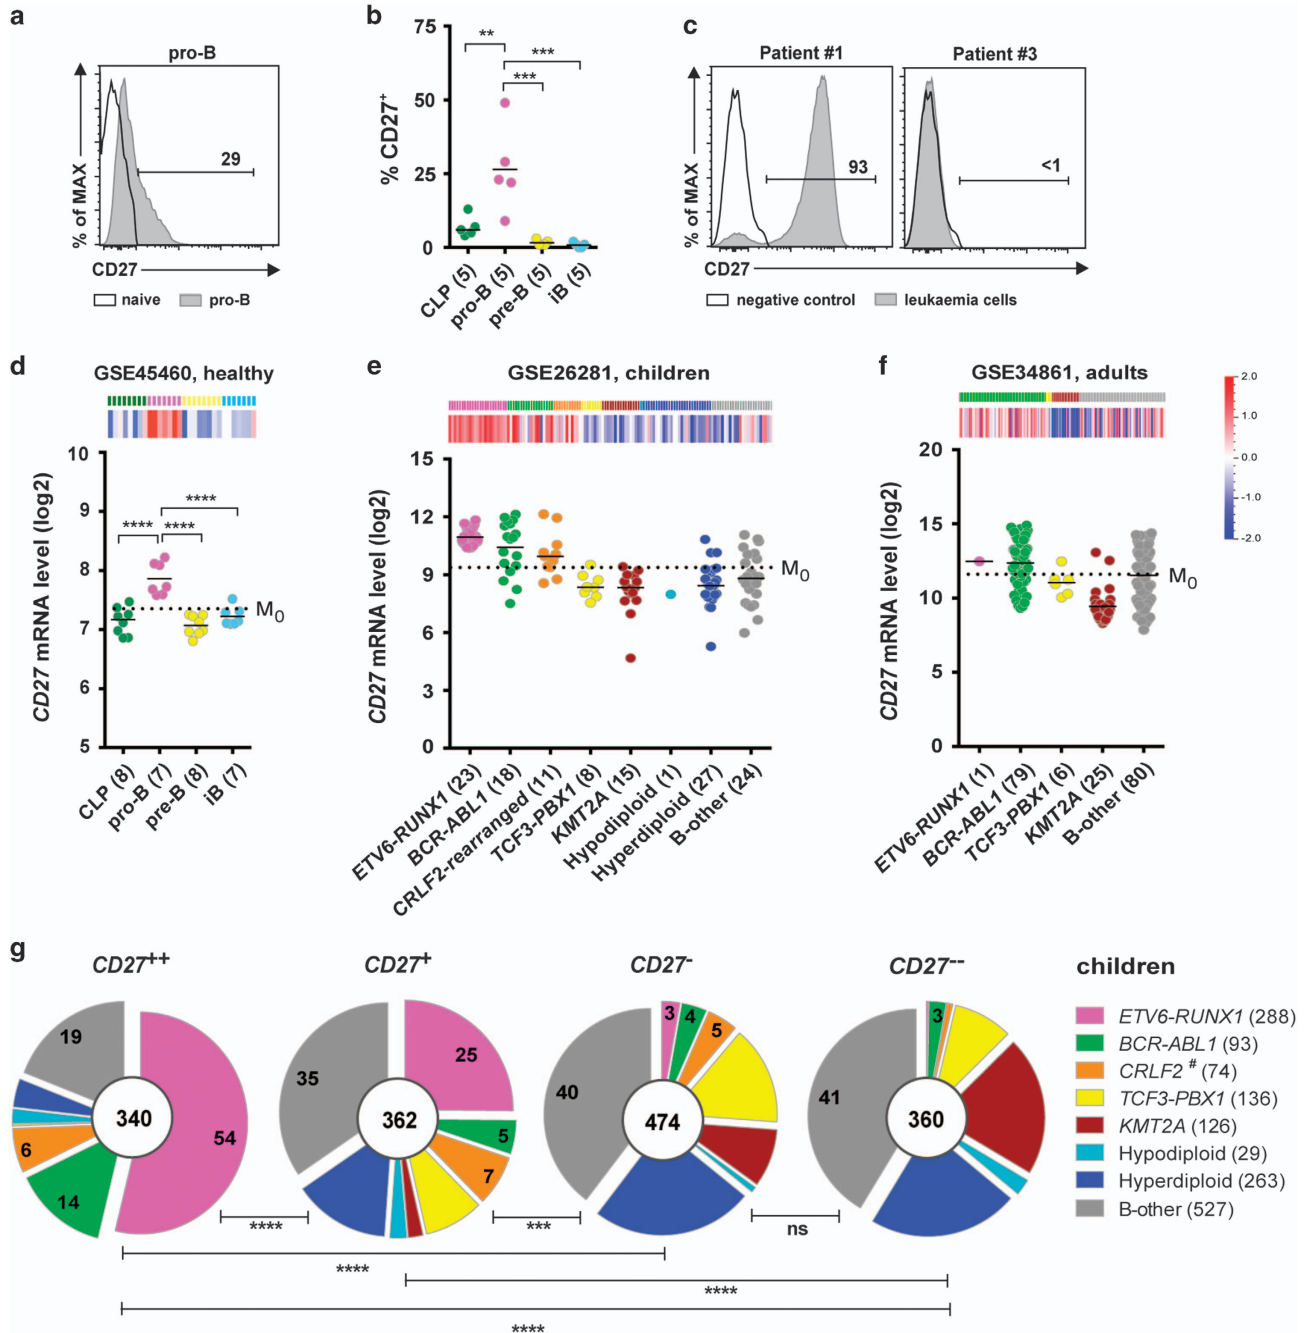 a
pro-B
% of MAX
29
CD27
naive
pro-B
b
% CD27+
75
50
25
0
**
***
***
CLP (5)
pro-B (5)
pre-B (5)
iB (5)
c
Patient #1
Patient #3
% of MAX
93
<1
CD27
negative control
leukaemia cells
d
GSE45460, healthy
CD27 mRNA level (log2)
10
9
8
7
6
5
****
**** ****
M0
CLP (8)
pro-B (7)
pre-B (8)
iB (7)
e
GSE26281, children
CD27 mRNA level (log2)
15
12
9
6
3
0
M0
ETV6-RUNX1 (23)
BCR-ABL1 (18)
CRLF2-rearranged (11)
TCF3-PBX1 (8)
KMT2A (15)
Hypodiploid (1)
Hyperdiploid (27)
B-other (24)
f
GSE34861, adults
CD27 mRNA level (log2)
20
15
10
5
0
M0
ETV6-RUNX1 (1)
BCR-ABL1 (79)
TCF3-PBX1 (6)
KMT2A (25)
B-other (80)
2.0
1.0
0.0
-1.0
-2.0
g
CD27++
19
54
14
6
340
CD27+
35
25
5
7
362
CD27-
3
4
5
40
474
CD27--
3
41
360
children
ETV6-RUNX1 (288)
BCR-ABL1 (93)
CRLF2 # (74)
TCF3-PBX1 (136)
KMT2A (126)
Hypodiploid (29)
Hyperdiploid (263)
B-other (527)
****
***
ns
****
****
****